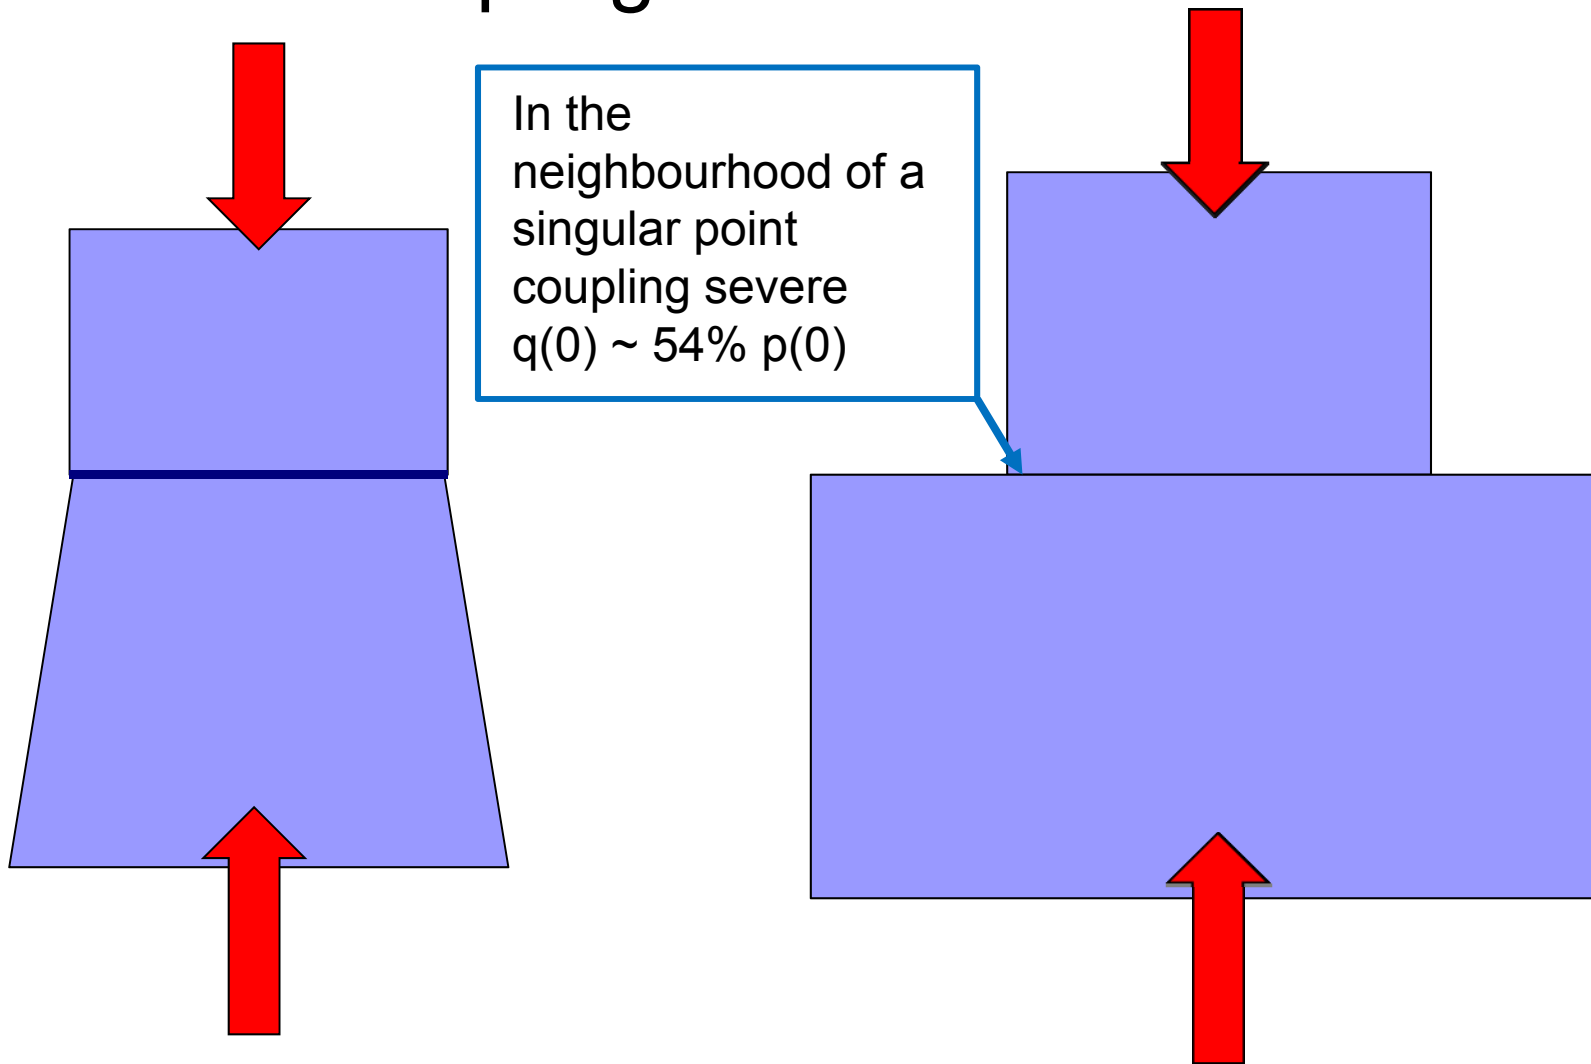 In the
neighbourhood of a
singular point
coupling severe
q(0) ~ 54% p(0)